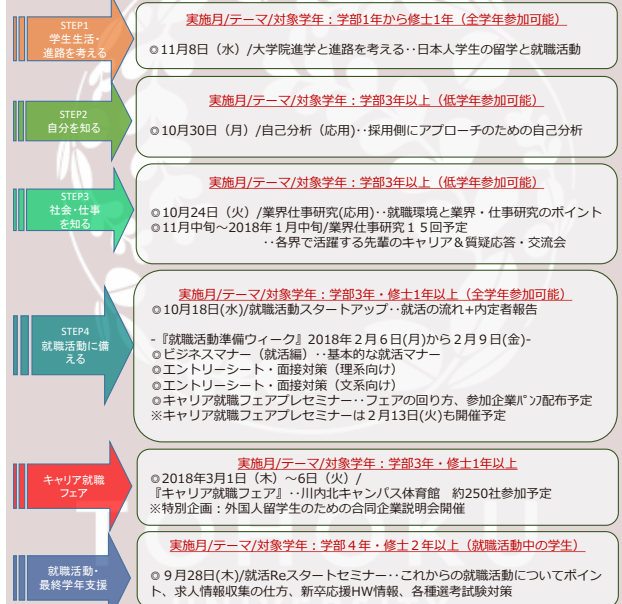 STEP1
学生生活・
進路を考える
実施月/テーマ/対象学年：学部1年から修士1年（全学年参加可能）
◎11月8日（水）/大学院進学と進路を考える‥日本人学生の留学と就職活動
STEP2
自分を知る
実施月/テーマ/対象学年：学部3年以上（低学年参加可能）
◎10月30日（月）/自己分析（応用）‥採用側にアプローチのための自己分析
STEP3
社会・仕事
を知る
実施月/テーマ/対象学年：学部3年以上（低学年参加可能）
◎10月24日（火）/業界仕事研究(応用)‥就職環境と業界・仕事研究のポイント
◎11月中旬～2018年１月中旬/業界仕事研究１５回予定
‥各界で活躍する先輩のキャリア＆質疑応答・交流会
STEP4
就職活動に備
える
実施月/テーマ/対象学年：学部3年・修士1年以上（全学年参加可能）
◎10月18日(水)/就職活動スタートアップ‥就活の流れ+内定者報告
-『就職活動準備ウィーク』2018年２月６日(月)から２月９日(金)-
◎ビジネスマナー（就活編）‥基本的な就活マナー
◎エントリーシート・面接対策（理系向け）
◎エントリーシート・面接対策（文系向け）
◎キャリア就職フェアプレセミナー‥フェアの回り方、参加企業ﾊﾟﾝﾌ配布予定
※キャリア就職フェアプレセミナーは２月13日(火)も開催予定
キャリア就職
フェア
実施月/テーマ/対象学年：学部3年・修士1年以上
◎2018年3月1日（木）～6日（火）/
『キャリア就職フェア』‥川内北キャンパス体育館　約250社参加予定
※特別企画：外国人留学生のための合同企業説明会開催
就職活動・
最終学年支援
実施月/テーマ/対象学年：学部４年・修士２年以上（就職活動中の学生）
◎９月28日(木)/就活Reスタートセミナー‥これからの就職活動についてポイン
ト、求人情報収集の仕方、新卒応援HW情報、各種選考試験対策